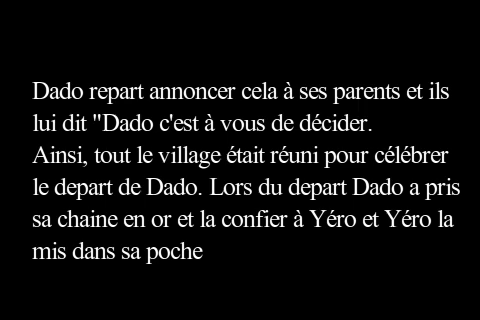 Dado repart annoncer cela à ses parents et ils
lui dit "Dado c'est à vous de décider.
Ainsi, tout le village était réuni pour célébrer
le depart de Dado. Lors du depart Dado a pris
sa chaine en or et la confier à Yéro et Yéro la
mis dans sa poche